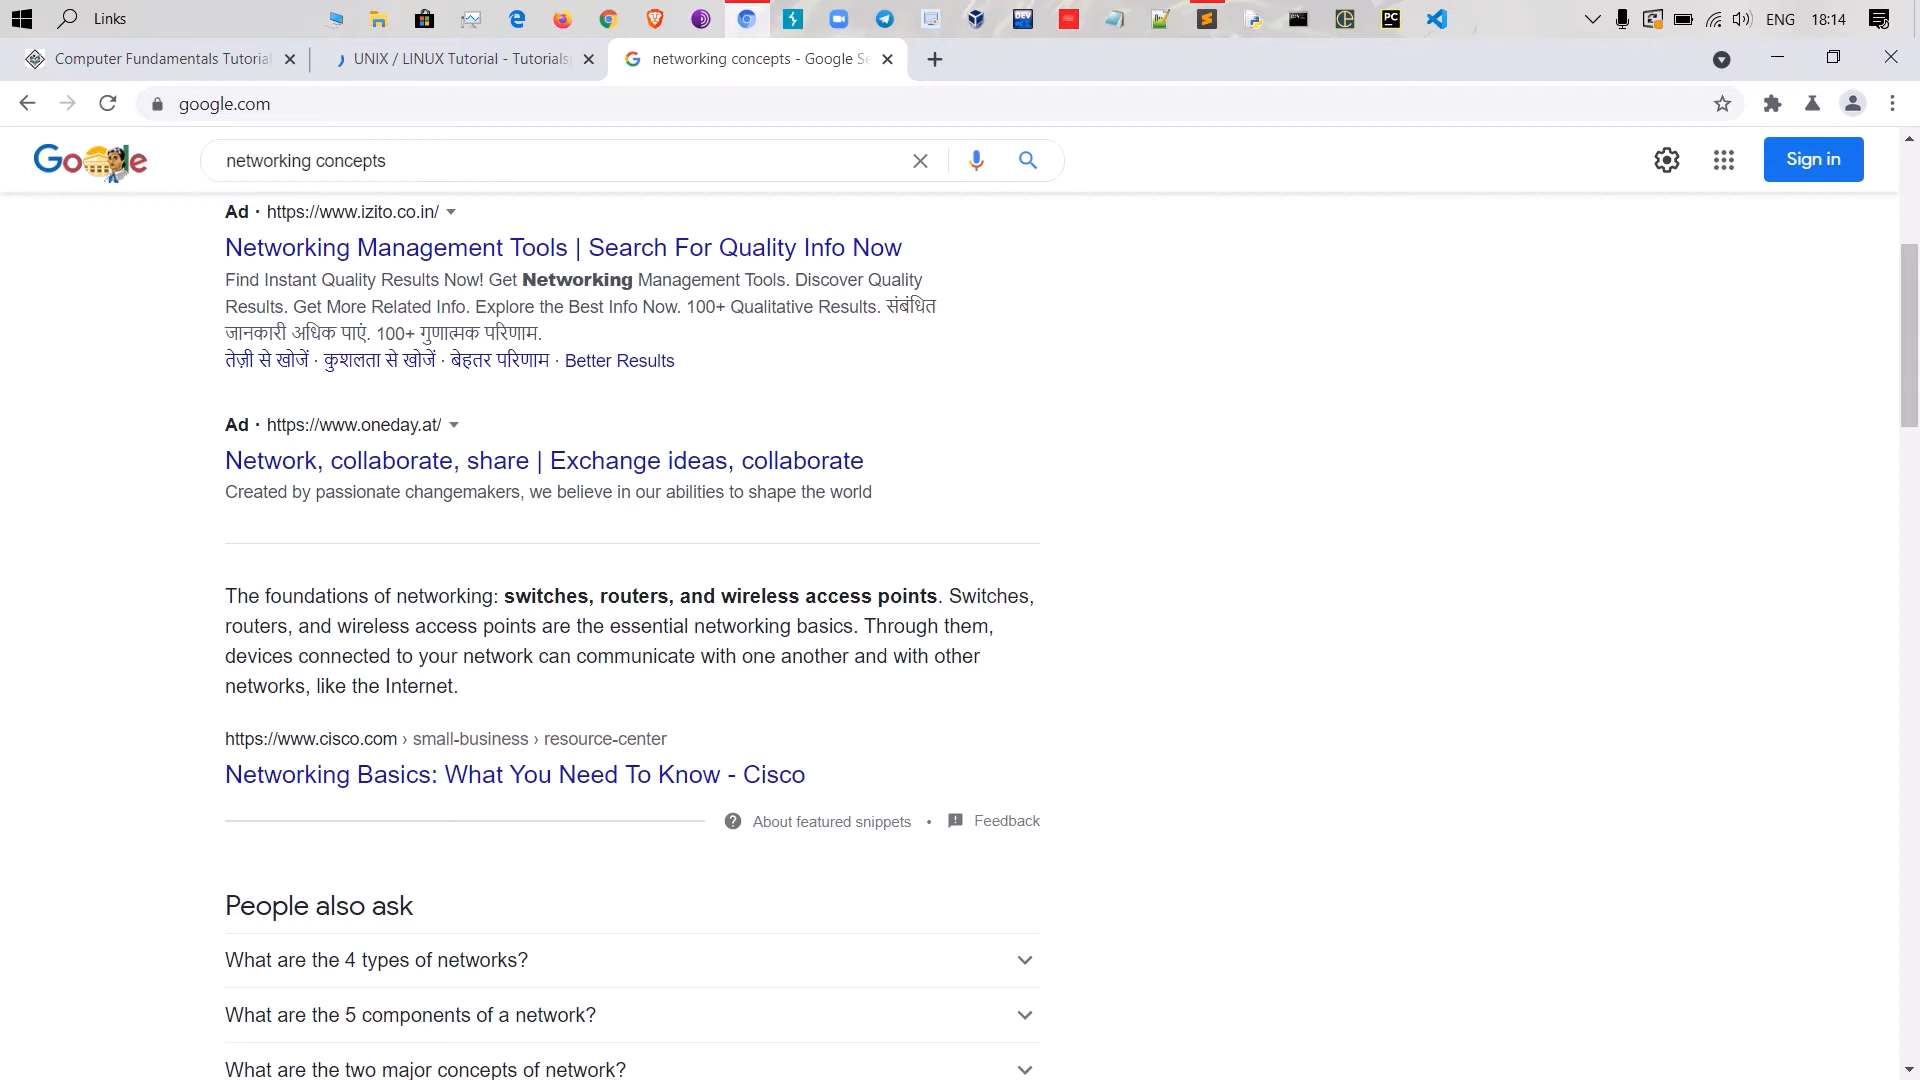 Links
ENG 18:14
Computer Fundamentals Tutorial
UNIX / LINUX Tutorial - Tutorials
networking concepts - Google Se
google.com
Google
networking concepts
Sign in
Ad · https://www.izito.co.in/
Networking Management Tools | Search For Quality Info Now
Find Instant Quality Results Now! Get Networking Management Tools. Discover Quality
Results. Get More Related Info. Explore the Best Info Now. 100+ Qualitative Results. संबंधित
जानकारी अधिक पाएं. 100+ गुणात्मक परिणाम.
तेज़ी से खोजें · कुशलता से खोजें · बेहतर परिणाम · Better Results
Ad · https://www.oneday.at/
Network, collaborate, share | Exchange ideas, collaborate
Created by passionate changemakers, we believe in our abilities to shape the world
The foundations of networking: switches, routers, and wireless access points. Switches,
routers, and wireless access points are the essential networking basics. Through them,
devices connected to your network can communicate with one another and with other
networks, like the Internet.
https://www.cisco.com › small-business › resource-center
Networking Basics: What You Need To Know - Cisco
About featured snippets • Feedback
People also ask
What are the 4 types of networks?
What are the 5 components of a network?
What are the two major concepts of network?